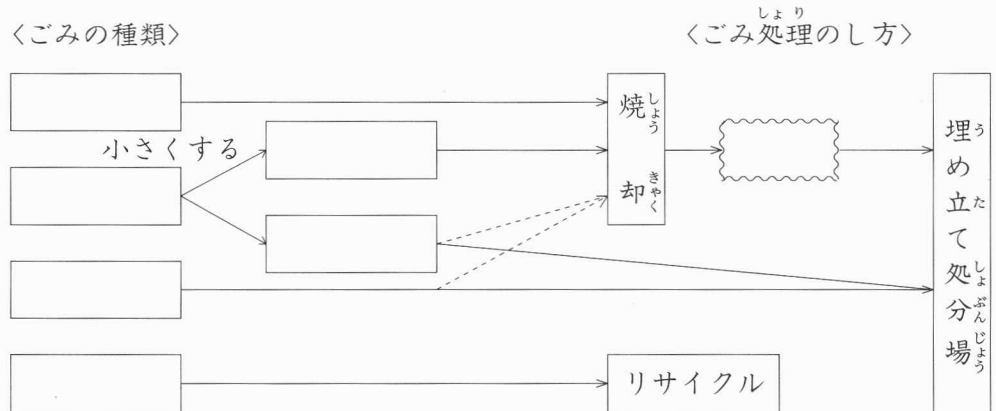 〈ごみの種類〉
〈ごみ処理のし方〉
しょり
小さくする
焼却
しょうきゃく
埋め立て処分場
うたしょぶんじょう
リサイクル